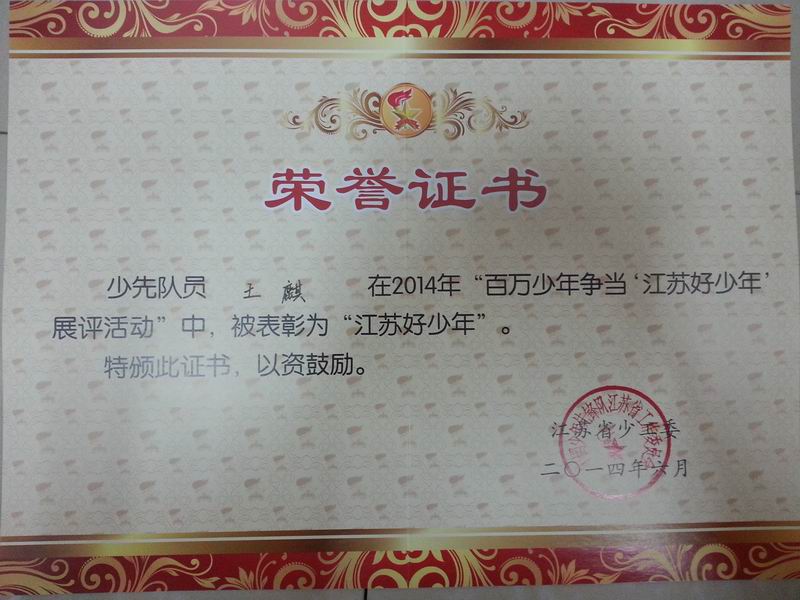 荣誉证书
少先队员 王麒 在2014年“百万少年争当‘江苏好少年’
展评活动”中，被表彰为“江苏好少年”。
特颁此证书，以资鼓励。
江苏省少工委
二〇一四年六月